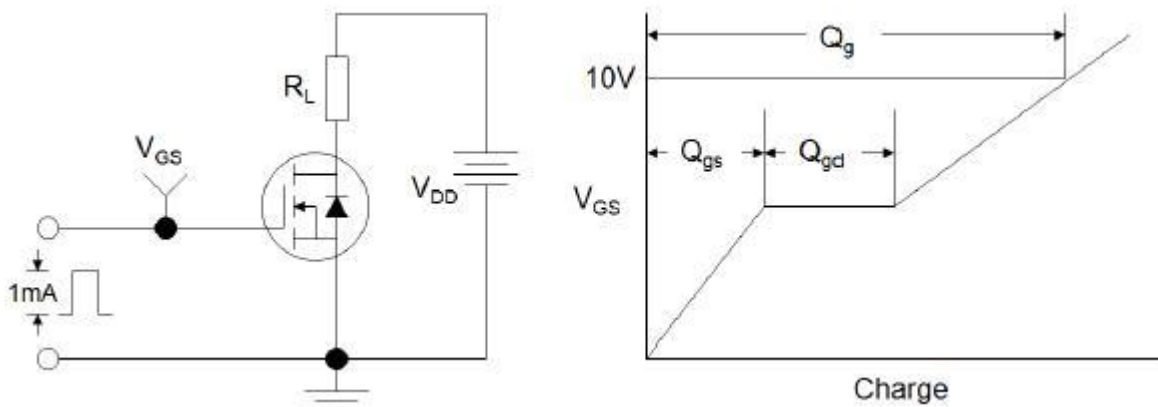 R_L
V_GS
V_DD
1mA
Q_g
10V
Q_gs
Q_gd
V_GS
Charge